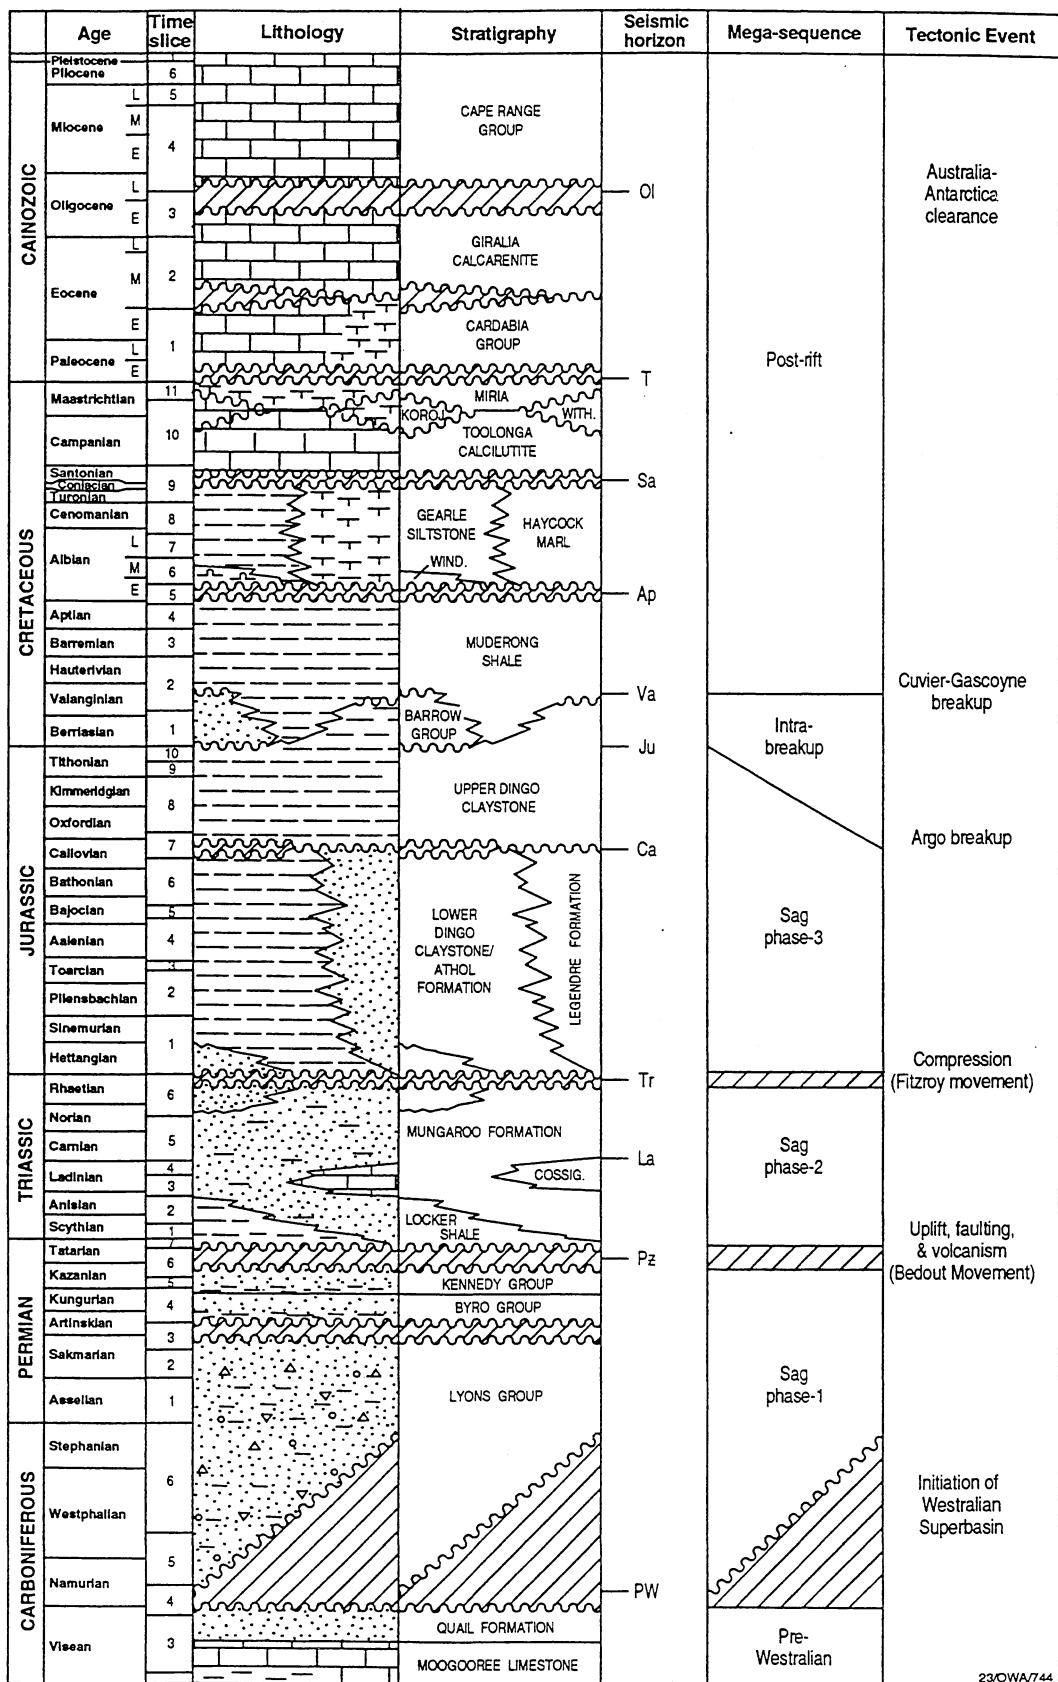 Age
Time slice
Lithology
Stratigraphy
Seismic horizon
Mega-sequence
Tectonic Event
CAINOZOIC
Pleistocene
Pliocene
6
Miocene
L
M
E
5
4
CAPE RANGE
GROUP
Oligocene
L
E
3
Ol
Australia-
Antarctica
clearance
Eocene
L
M
E
2
GIRALIA
CALCARENITE
Paleocene
L
E
1
CARDABIA
GROUP
T
Post-rift
CRETACEOUS
Maastrichtian
11
MIRIA
KOROJ.
WITH.
Campanian
10
TOOLONGA
CALCILUTITE
Santonian
Coniacian
Turonian
9
Sa
Cenomanian
8
GEARLE
SILTSTONE
HAYCOCK
MARL
Albian
L
M
E
7
6
5
WIND.
Ap
Aptian
4
Barremian
3
MUDERONG
SHALE
Hauterivian
2
Valanginian
Va
Cuvier-Gascoyne
breakup
Berriasian
1
BARROW
GROUP
Intra-
breakup
Ju
JURASSIC
Tithonian
10
9
Kimmeridgian
8
UPPER DINGO
CLAYSTONE
Oxfordian
Argo breakup
Callovian
7
Ca
Bathonian
6
Bajocian
5
Aalenian
4
LOWER
DINGO
CLAYSTONE/
ATHOL
FORMATION
LEGENDRE FORMATION
Sag
phase-3
Toarcian
3
Pliensbachian
2
Sinemurian
1
Hettangian
Compression
(Fitzroy movement)
Tr
TRIASSIC
Rhaetian
6
Norian
5
MUNGAROO FORMATION
Carnian
Sag
phase-2
La
Ladinian
4
3
COSSIG.
Anisian
2
Scythian
1
LOCKER
SHALE
Uplift, faulting,
& volcanism
(Bedout Movement)
PERMIAN
Tatarian
7
6
Pz
Kazanian
5
KENNEDY GROUP
Kungurian
4
BYRO GROUP
Artinskian
3
Sakmarian
2
Asselian
1
LYONS GROUP
Sag
phase-1
CARBONIFEROUS
Stephanian
6
Westphalian
Initiation of
Westralian
Superbasin
5
Namurian
4
PW
QUAIL FORMATION
Visean
3
MOOGOOREE LIMESTONE
Pre-
Westralian
23/OWA/744